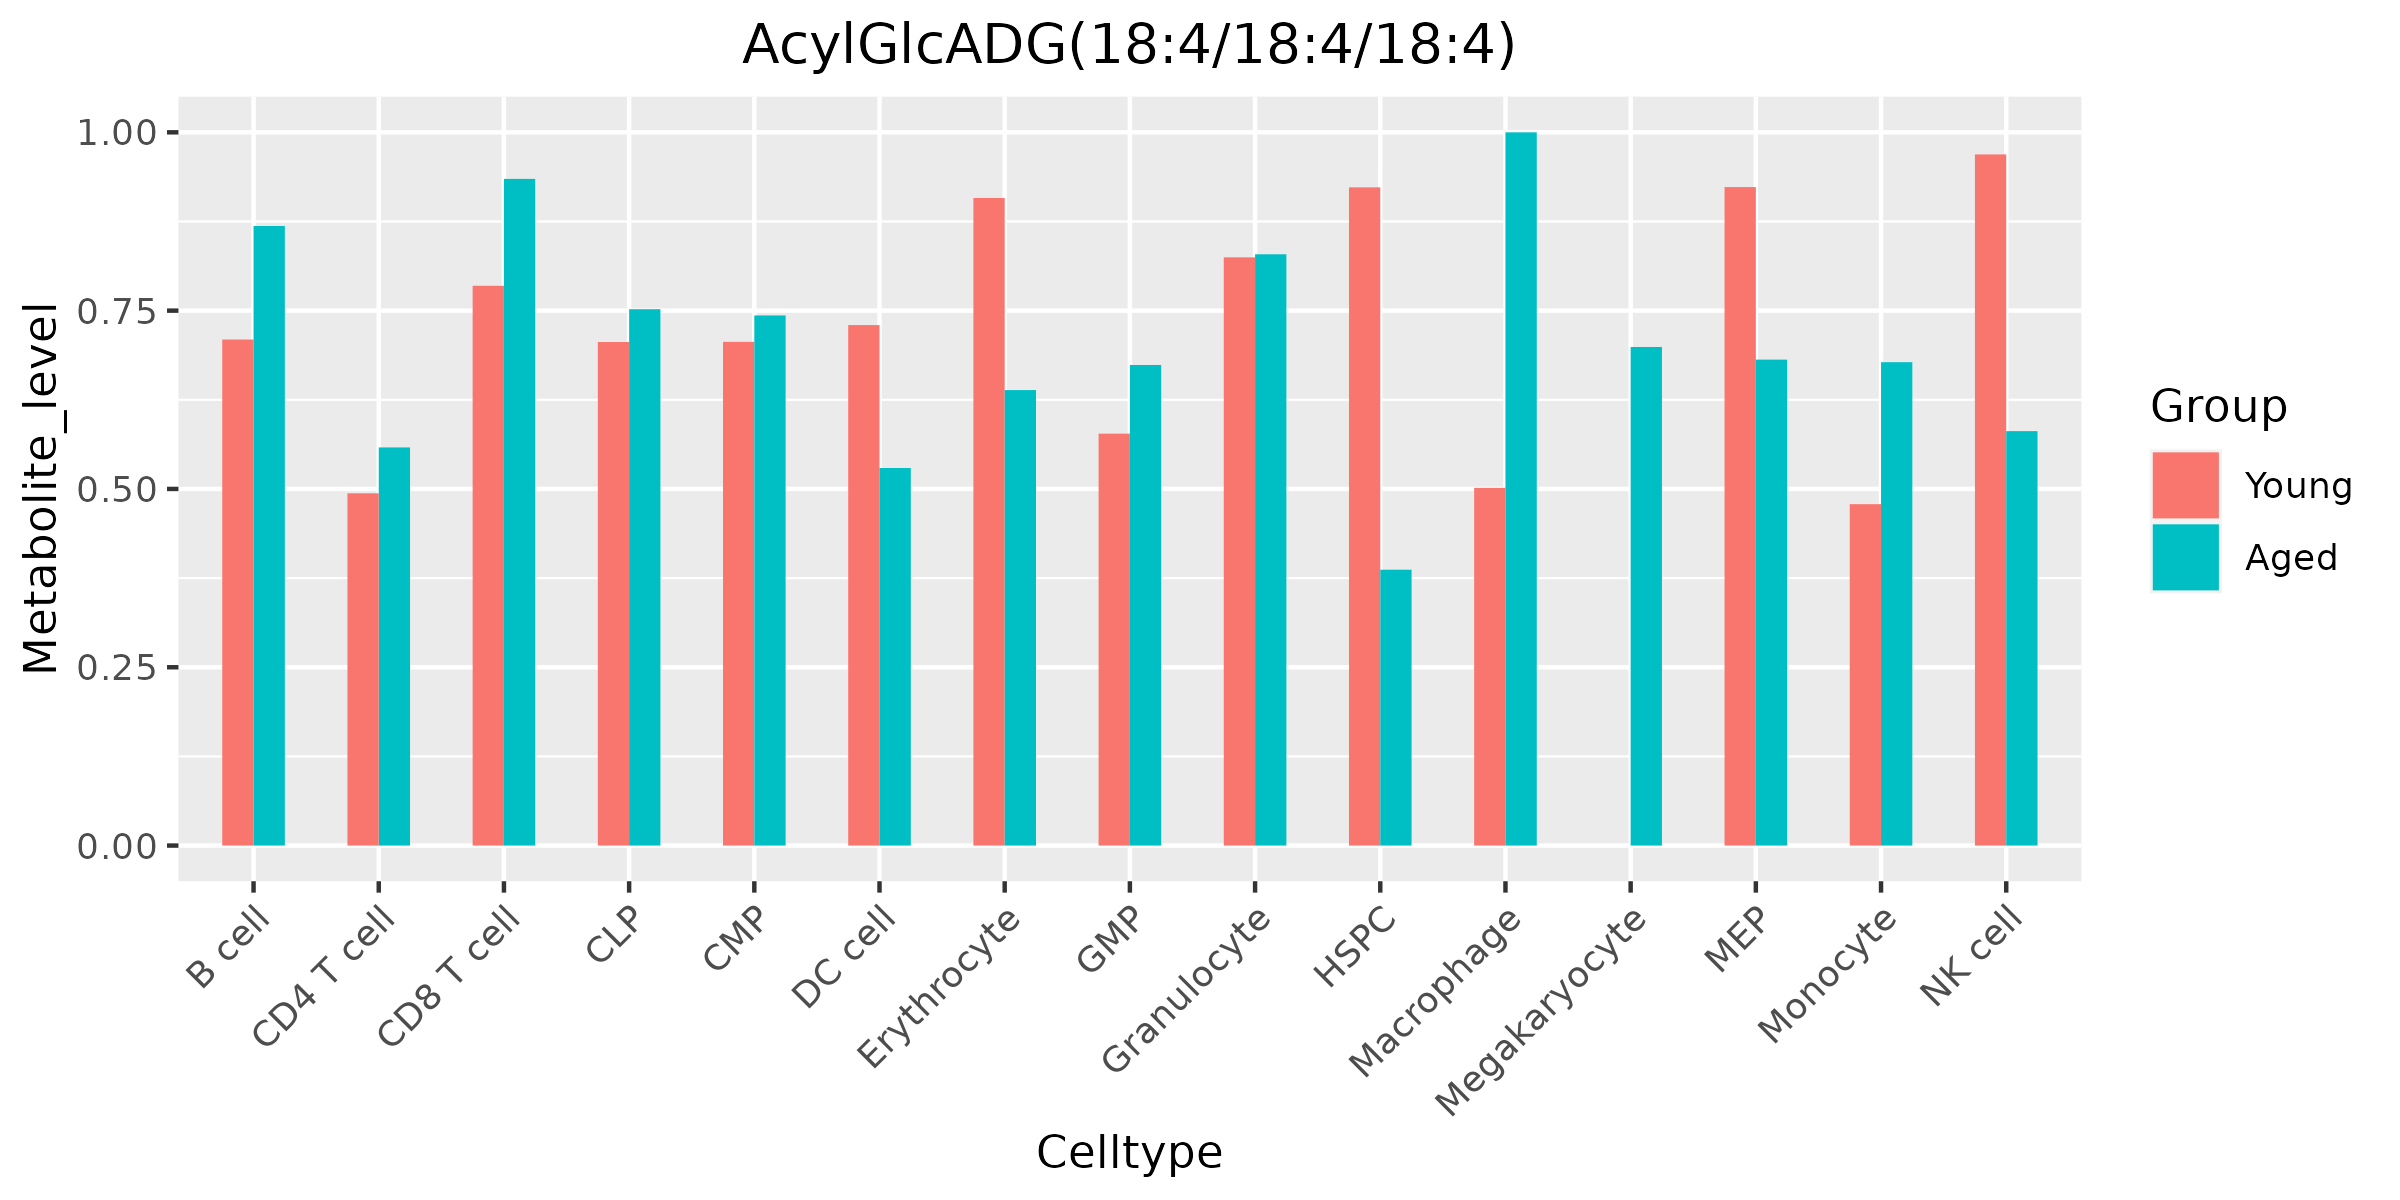 AcylGlcADG(18:4/18:4/18:4)
Metabolite_level
1.00
0.75
0.50
0.25
0.00
B cell
CD4 T cell
CD8 T cell
CLP
CMP
DC cell
Erythrocyte
GMP
Granulocyte
HSPC
Macrophage
Megakaryocyte
MEP
Monocyte
NK cell
Celltype
Group
Young
Aged